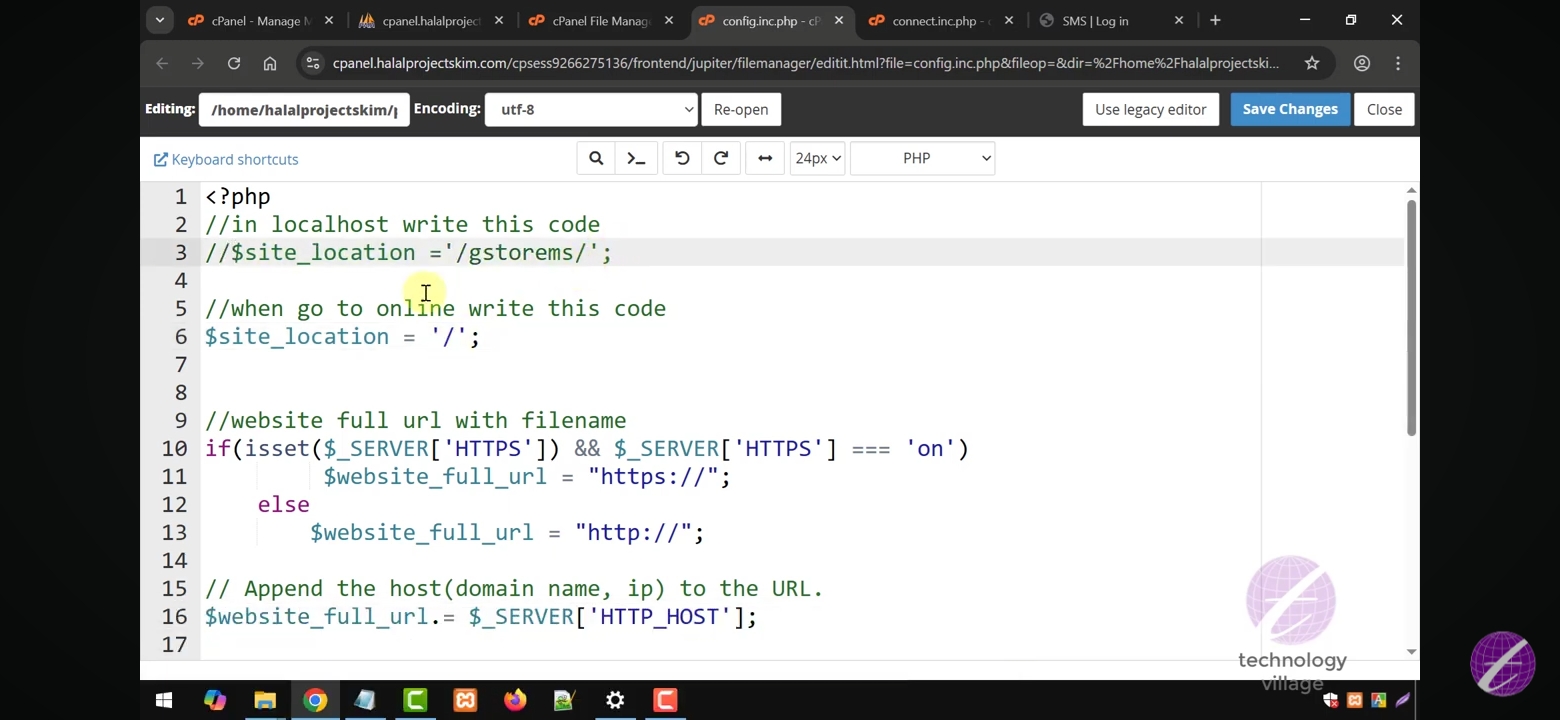 cPanel - Manage M
cpanel.halalproject
cPanel File Manage
config.inc.php - cP
connect.inc.php - c
SMS | Log in
cpanel.halalprojectskim.com/cpsess9266275136/frontend/jupiter/filemanager/editit.html?file=config.inc.php&fileop=&dir=%2Fhome%2Fhalalprojectski...
Editing: /home/halalprojectskim/p Encoding: utf-8 Re-open Use legacy editor Save Changes Close
Keyboard shortcuts 24px PHP
1 <?php
2 //in localhost write this code
3 //$site_location ='/gstorems/';
4
5 //when go to online write this code
6 $site_location = '/';
7
8
9 //website full url with filename
10 if(isset($_SERVER['HTTPS']) && $_SERVER['HTTPS'] === 'on')
11 $website_full_url = "https://";
12 else
13 $website_full_url = "http://";
14
15 // Append the host(domain name, ip) to the URL.
16 $website_full_url.= $_SERVER['HTTP_HOST'];
17
technology
village